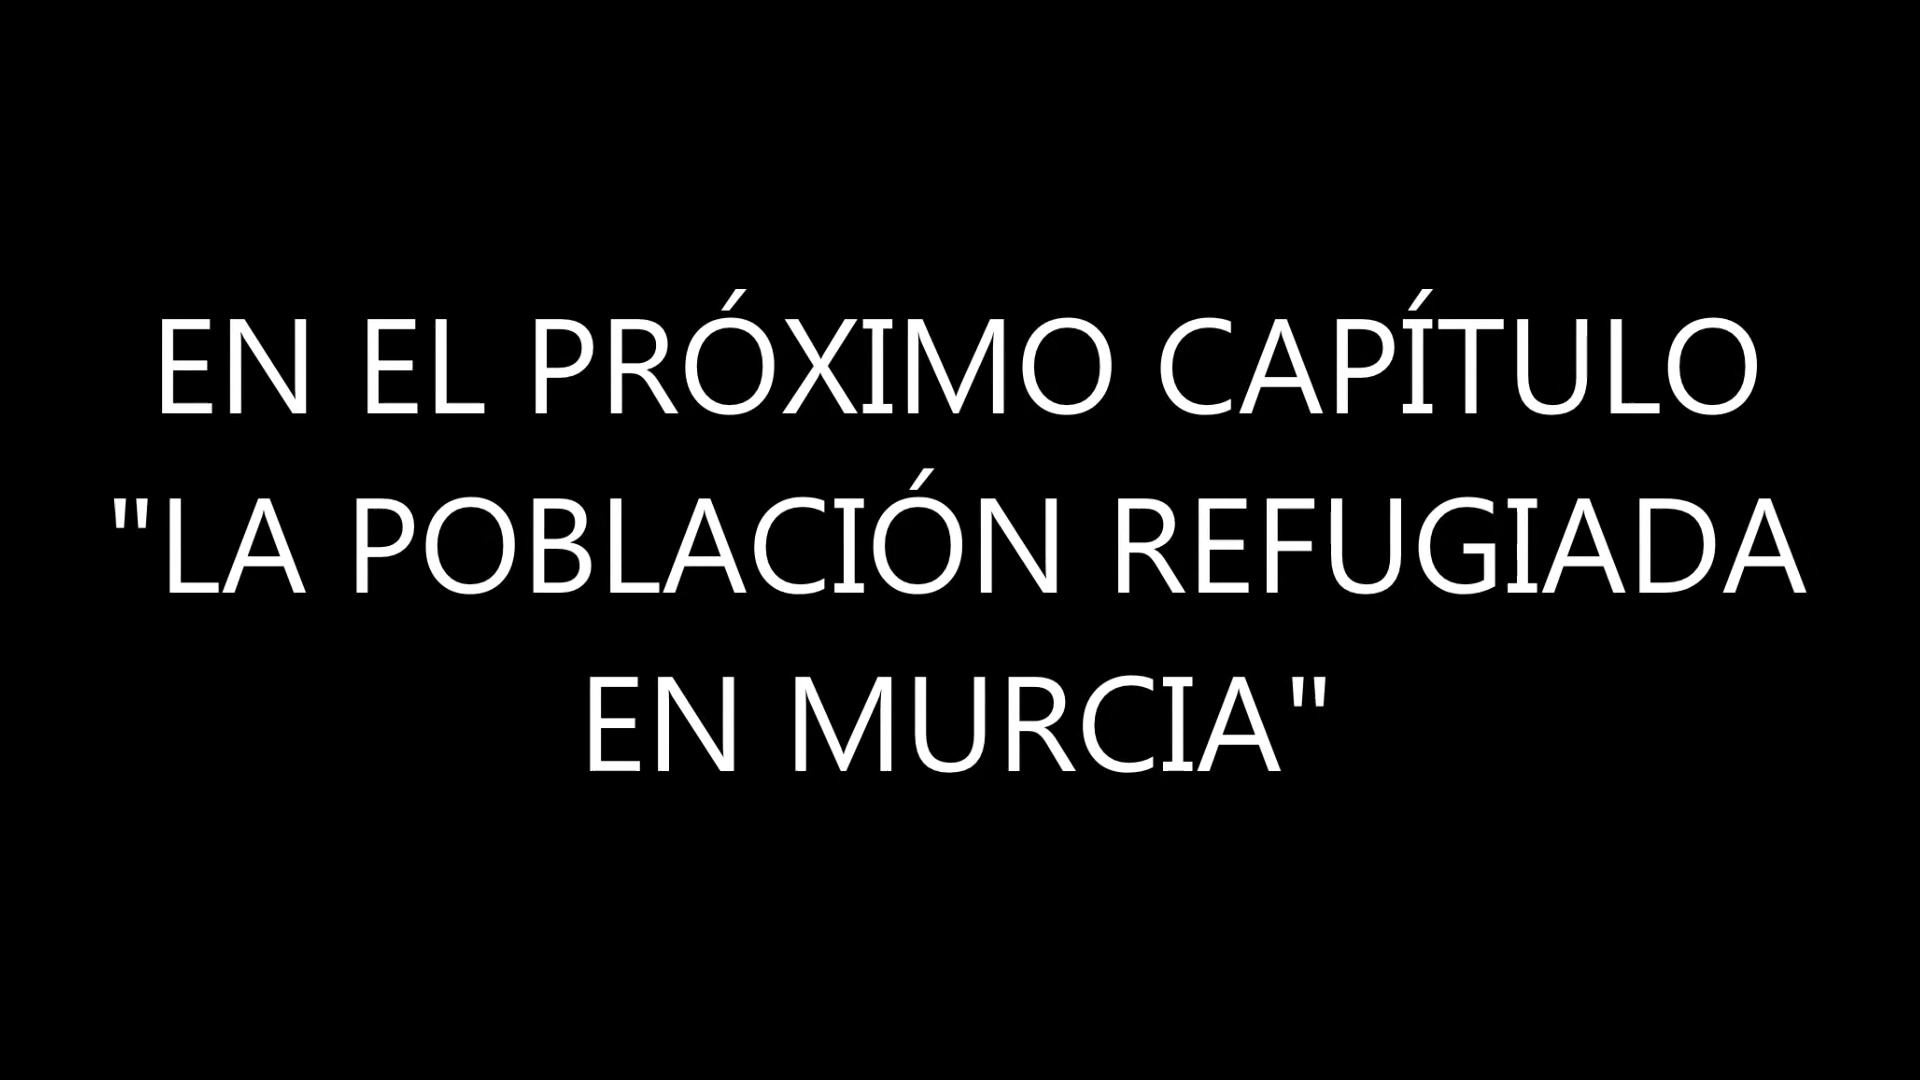 EN EL PRÓXIMO CAPÍTULO
"LA POBLACIÓN REFUGIADA
EN MURCIA"